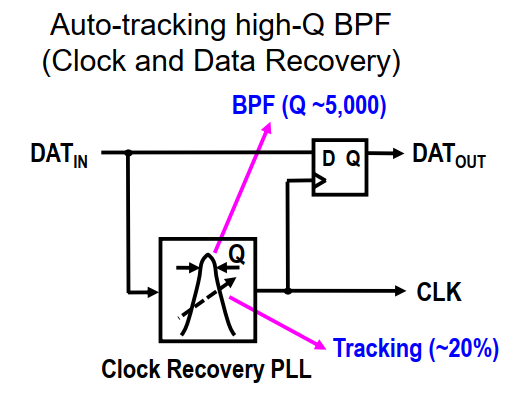 Auto-tracking high-Q BPF
(Clock and Data Recovery)
BPF (Q ~5,000)
DATIN
D Q
DATOUT
Q
CLK
Tracking (~20%)
Clock Recovery PLL